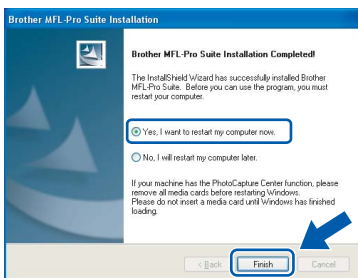 Brother MFL-Pro Suite Installation
Brother MFL-Pro Suite Installation Completed!
The InstallShield Wizard has successfully installed Brother
MFL-Pro Suite. Before you can use the program, you must
restart your computer.
Yes, I want to restart my computer now.
No, I will restart my computer later.
If your machine has the PhotoCapture Center function, please
remove all media cards before restarting Windows.
Please do not insert a media card until Windows has finished
loading.
< Back
Finish
Cancel